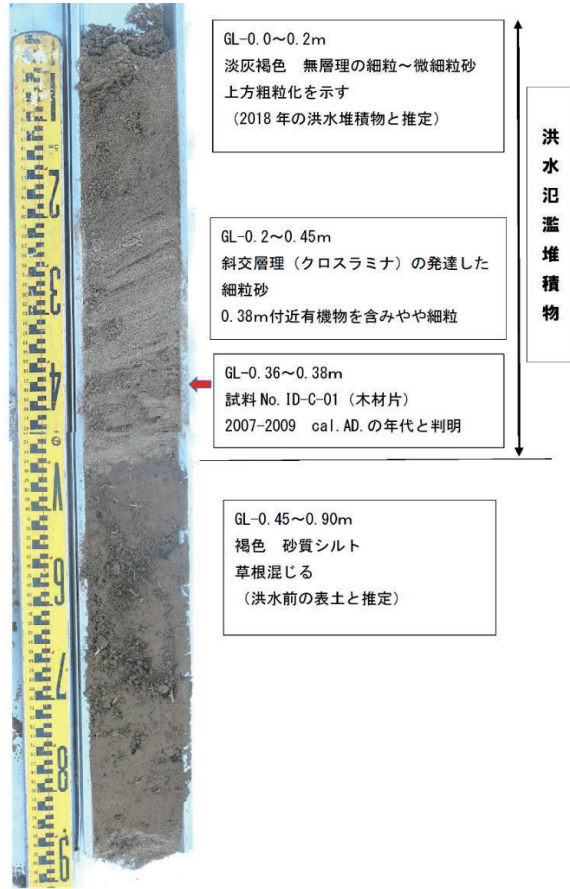 GL-0.0～0.2m
淡灰褐色　無層理の細粒～微細粒砂
上方粗粒化を示す
（2018年の洪水堆積物と推定）
洪水氾濫堆積物
GL-0.2～0.45m
斜交層理（クロスラミナ）の発達した
細粒砂
0.38m付近有機物を含みやや細粒
GL-0.36～0.38m
試料No.ID-C-01（木材片）
2007-2009　cal.AD.の年代と判明
GL-0.45～0.90m
褐色　砂質シルト
草根混じる
（洪水前の表土と推定）
2
3
4
V
6
7
8
9